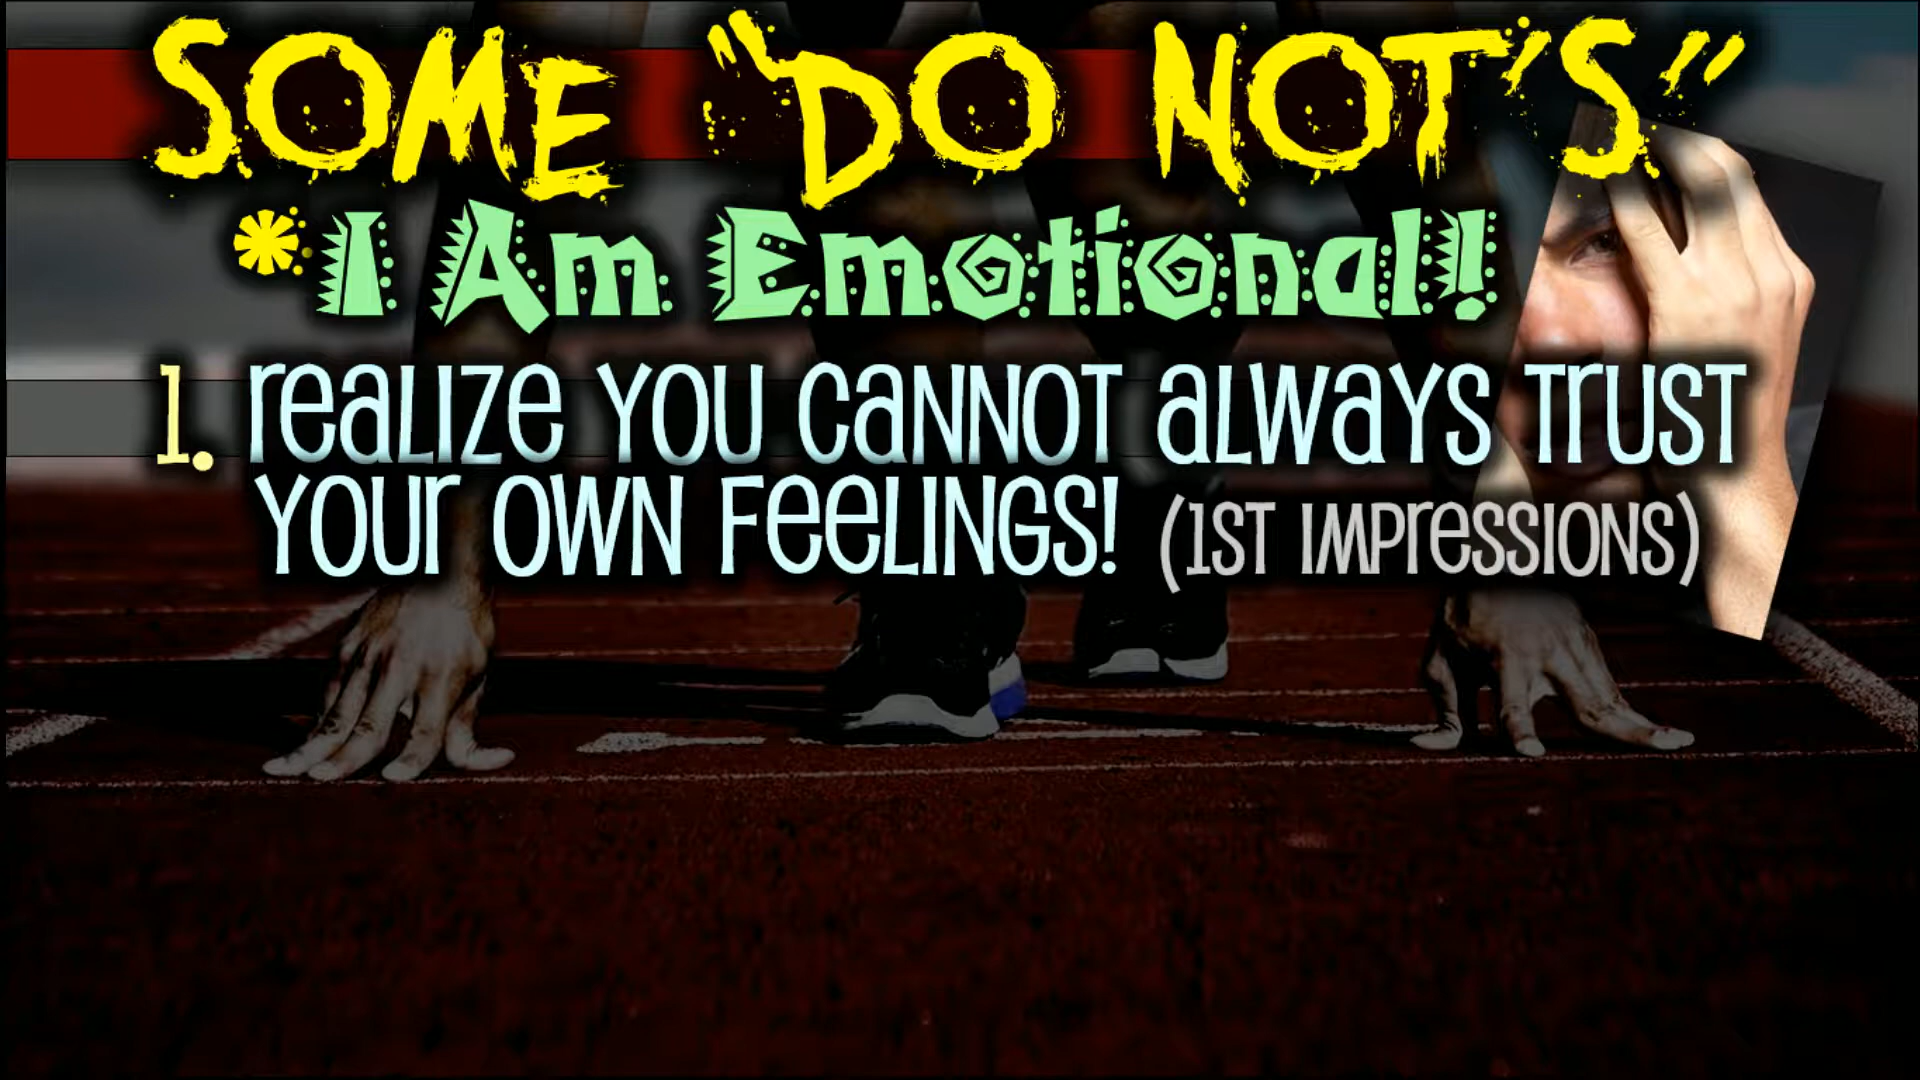 SOME "DO NOT'S"
*I Am Emotional!
1. REALIZE YOU CANNOT ALWAYS TRUST
YOUR OWN FEELINGS! (1ST IMPRESSIONS)